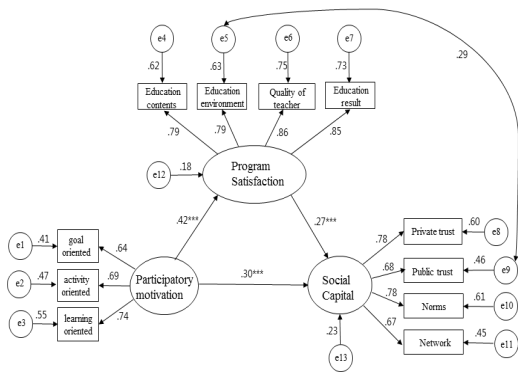 e4
e5
e6
e7
.29
.62
.63
.75
.73
Education
contents
Education
environment
Quality of
teacher
Education
result
.79
.79
.86
.85
e12
.18
Program
Satisfaction
.42***
.27***
e1
.41
goal
oriented
.64
e2
.47
activity
oriented
.69
e3
.55
learning
oriented
.74
Participatory
motivation
.30***
Social
Capital
.78
Private trust
.60
e8
.68
Public trust
.46
e9
.78
Norms
.61
e10
.67
Network
.45
e11
.23
e13